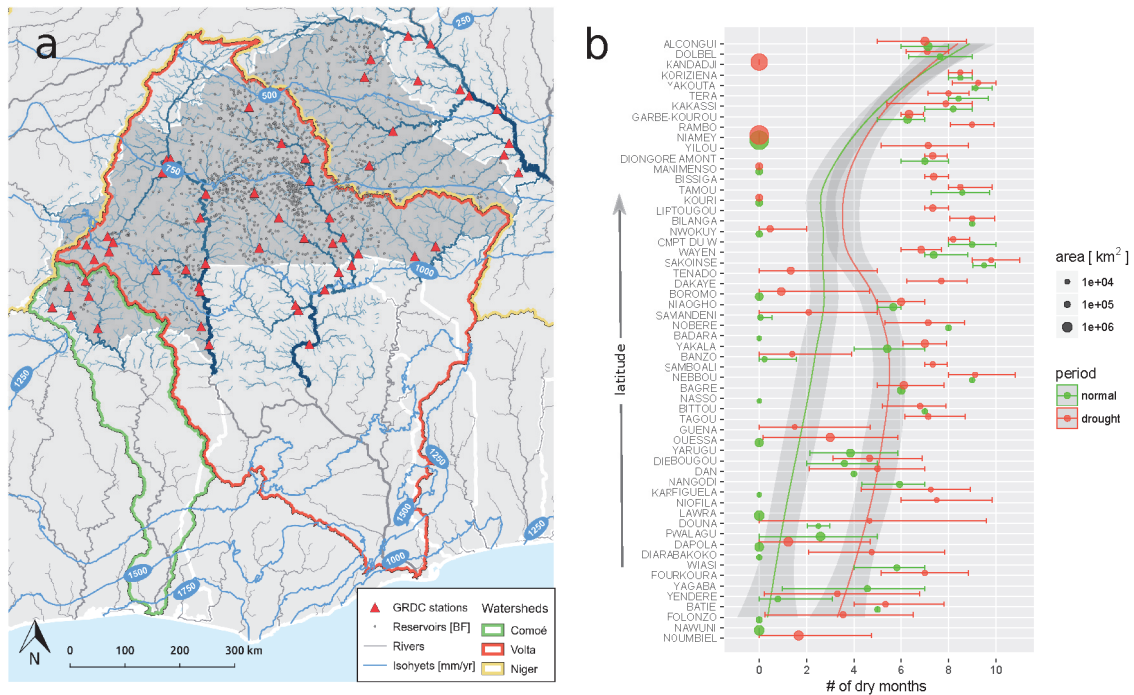 a
250
500
750
1000
1250
1250
1500
1250
1000
1500
1750
N
0 100 200 300 km
GRDC stations
Reservoirs [BF]
Rivers
Isohyets [mm/yr]
Watersheds
Comoé
Volta
Niger
b
ALCONGUI
DOLBEL
KANDADJI
KORIZIENA
YAKOUTA
TERA
KAKASSI
GARBE-KOUROU
RAMBO
NIAMEY
YILOU
DIONGORE AMONT
MANIMENSO
BISSIGA
TAMOU
KOURI
LIPTOUGOU
BILANGA
NWOKUY
CMPT DU W
WAYEN
SAKOINSE
TENADO
DAKAYE
BOROMO
NIAOGHO
SAMANDENI
NOBERE
BADARA
YAKALA
BANZO
SAMBOALI
NEBBOU
BAGRE
NASSO
BITTOU
TAGOU
GUENA
OUESSA
YARUGU
DIEBOUGOU
DAN
NANGODI
KARFIGUELA
NIOFILA
LAWRA
DOUNA
PWALAGU
DAPOLA
DIARABAKOKO
WIASI
FOURKOURA
YAGABA
YENDERE
BATIE
FOLONZO
NAWUNI
NOUMBIEL
latitude
0 2 4 6 8 10
# of dry months
area [ km²]
1e+04
1e+05
1e+06
period
normal
drought